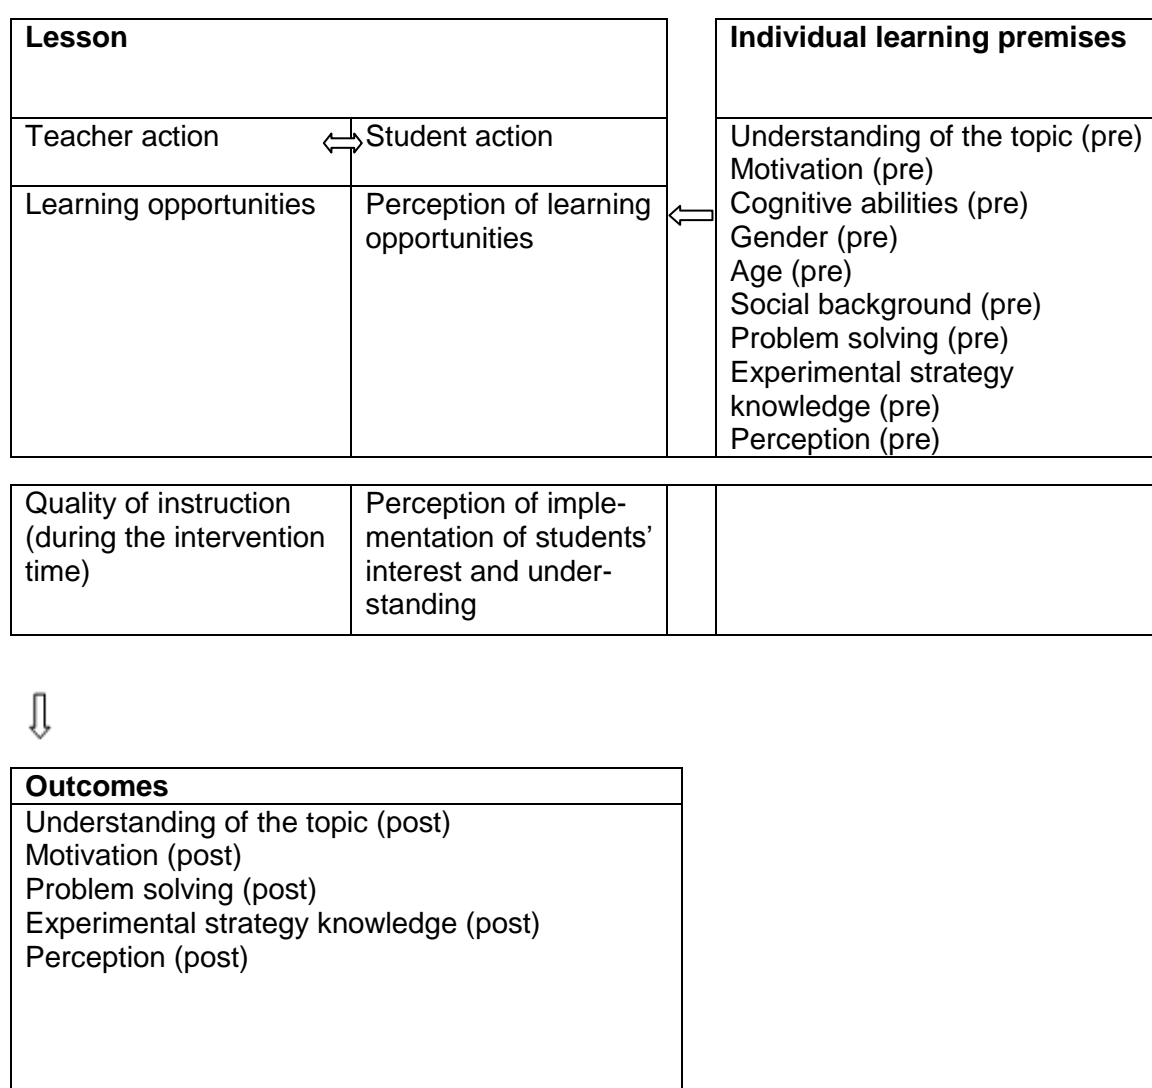 Lesson
Individual learning premises
Teacher action
Student action
Learning opportunities
Perception of learning
opportunities
Understanding of the topic (pre)
Motivation (pre)
Cognitive abilities (pre)
Gender (pre)
Age (pre)
Social background (pre)
Problem solving (pre)
Experimental strategy
knowledge (pre)
Perception (pre)
Quality of instruction
(during the intervention
time)
Perception of imple-
mentation of students’
interest and under-
standing
Outcomes
Understanding of the topic (post)
Motivation (post)
Problem solving (post)
Experimental strategy knowledge (post)
Perception (post)